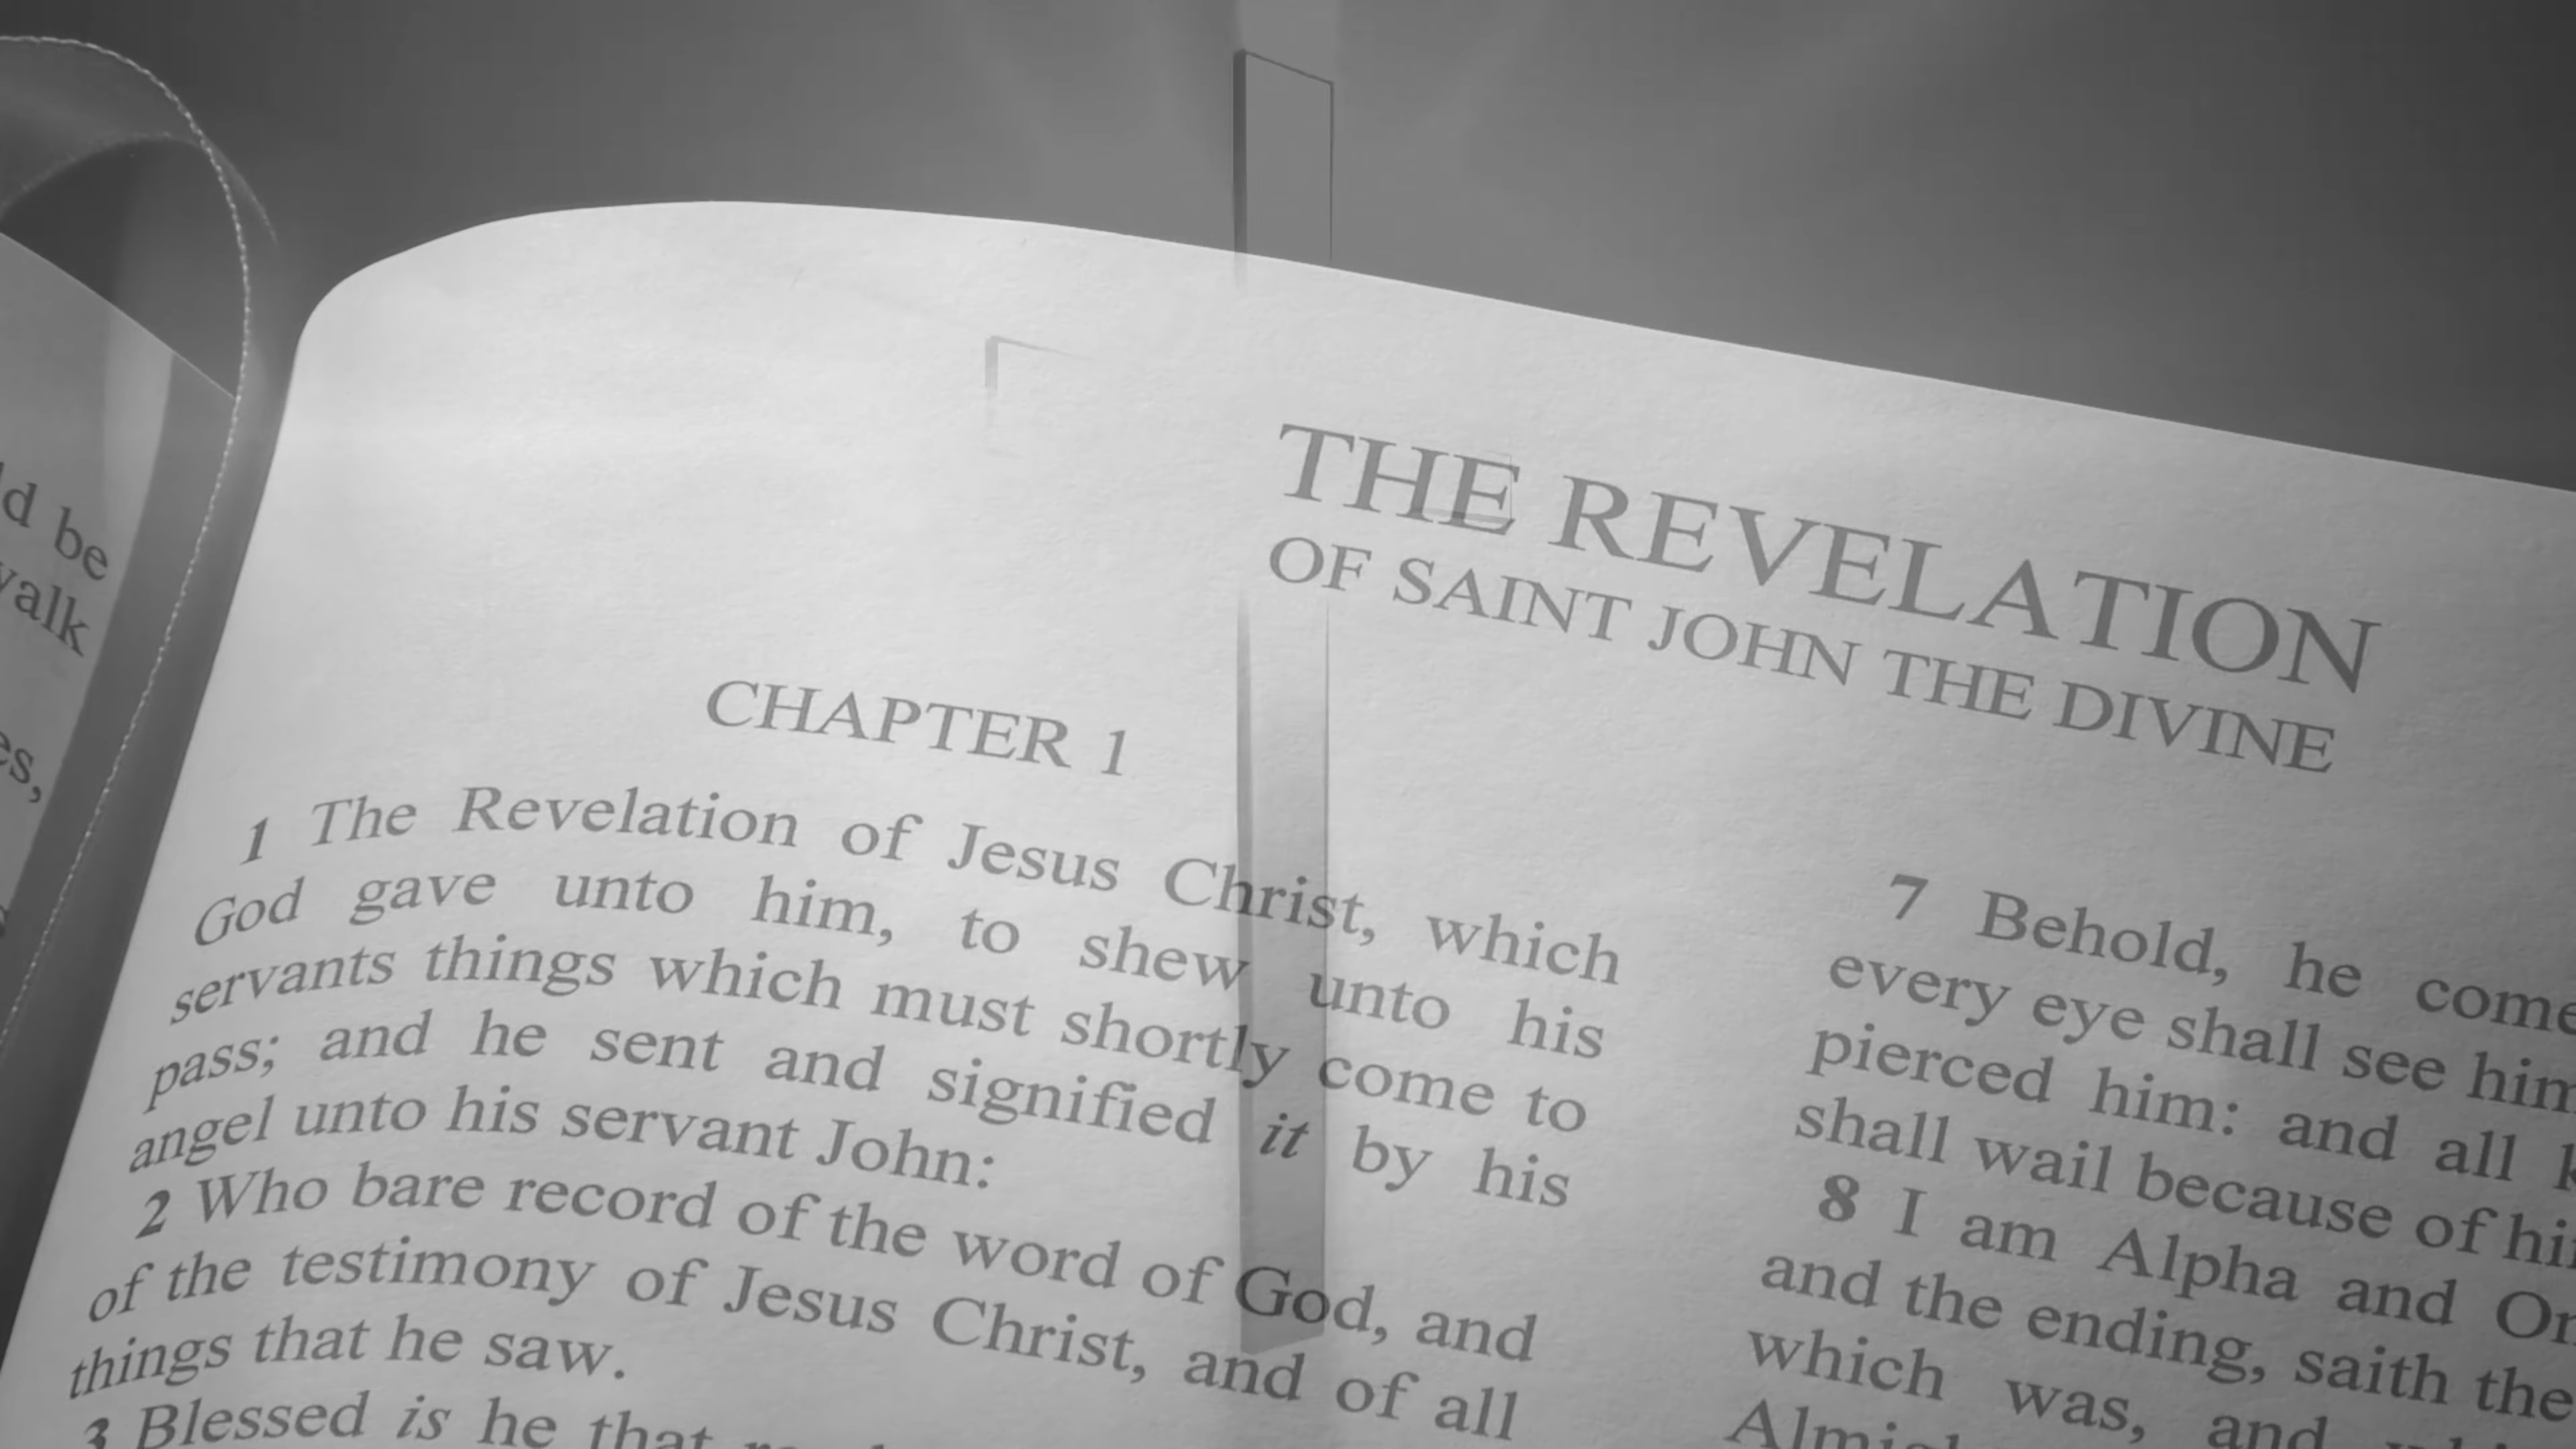 d be
walk
es,
THE REVELATION
OF SAINT JOHN THE DIVINE
CHAPTER 1
1 The Revelation of Jesus Christ, which
God gave unto him, to shew unto his
servants things which must shortly come to
pass; and he sent and signified it by his
angel unto his servant John:
2 Who bare record of the word of God, and
of the testimony of Jesus Christ, and of all
things that he saw.
3 Blessed is he that
7 Behold, he come
every eye shall see him
pierced him: and all k
shall wail because of hi
8 I am Alpha and O
and the ending, saith the
which was, and